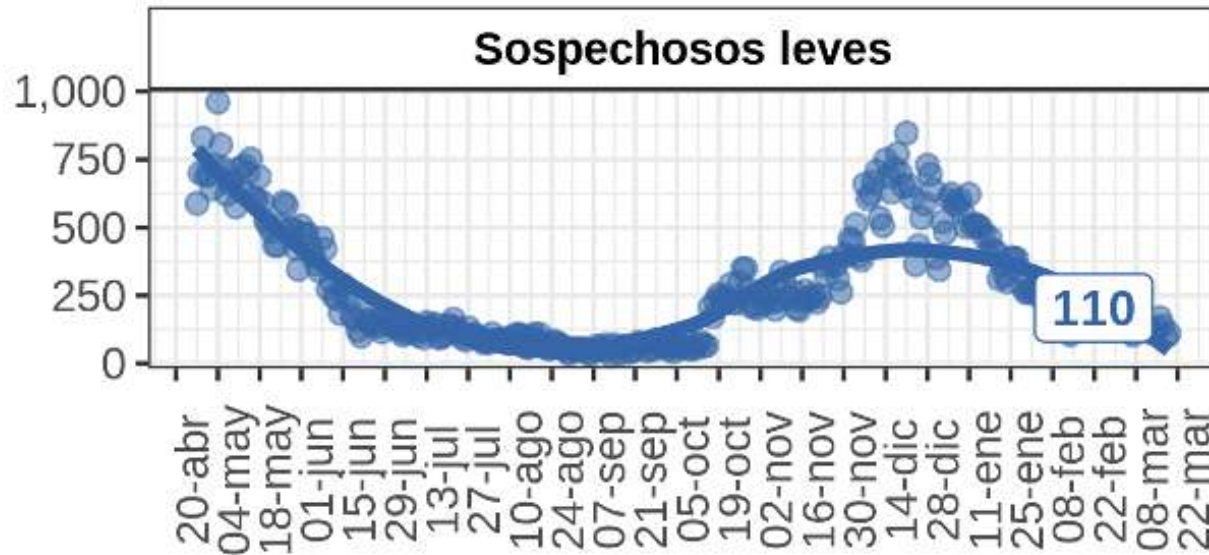 Sospechosos leves
1,000
750
500
250
0
110
20-abr
04-may
18-may
01-jun
15-jun
29-jun
13-jul
27-jul
10-ago
24-ago
07-sep
21-sep
05-oct
19-oct
02-nov
16-nov
30-nov
14-dic
28-dic
11-ene
25-ene
08-feb
22-feb
08-mar
22-mar